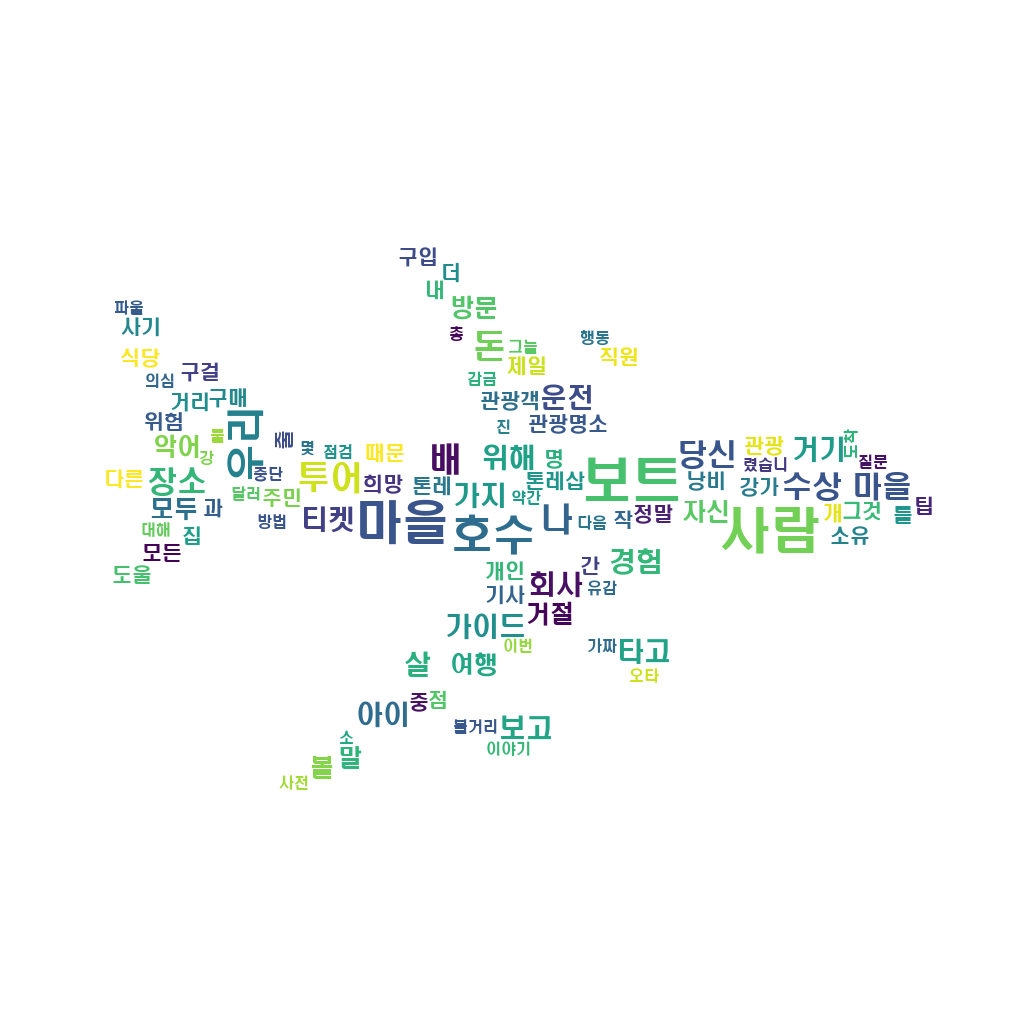 구입
더
내
방문
파울
사기
총
돈
그늘
행동
식당
제일
직원
의심
구걸
감금
거리
구매
관광객
운전
위험
진
관광명소
우리
물
줄
악어
강
몇
점검
때문
배
위해
명
당신
관광
거기
렸습니
질문
다른
장소
중단
투어
희망
톤레
가지
톤레삽
약간
보트
낭비
강가
수상 마을
달러
주민
모두
과
방법
티켓
마을
호수
나
다음
작
정말
자신
사람
개
그것
들
팁
대해
집
소유
모든
도울
개인
회사
간
경험
기사
유감
거절
가이드
이번
가짜
타고
살
여행
오타
아이
중
점
볼거리
보고
소
이야기
말
볼
사전